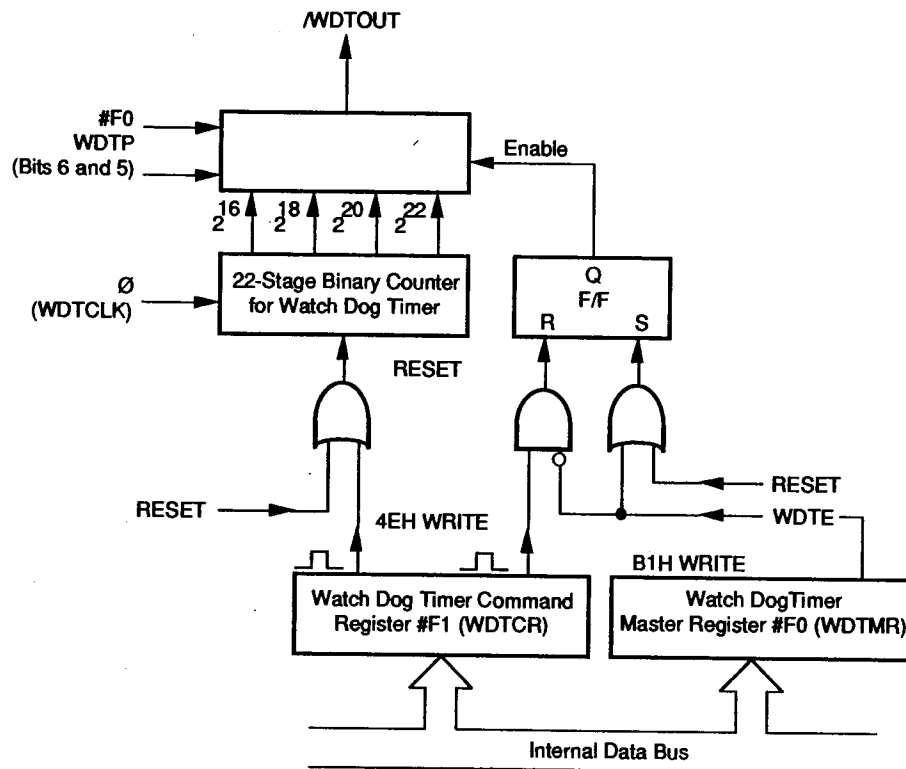 /WDTOUT
#F0
WDTP
(Bits 6 and 5)
Enable
2^16 2^18 2^20 2^22
Ø
(WDTCLK)
22-Stage Binary Counter
for Watch Dog Timer
Q
F/F
R S
RESET
RESET
RESET
WDTE
4EH WRITE
B1H WRITE
Watch Dog Timer Command
Register #F1 (WDTCR)
Watch DogTimer
Master Register #F0 (WDTMR)
Internal Data Bus